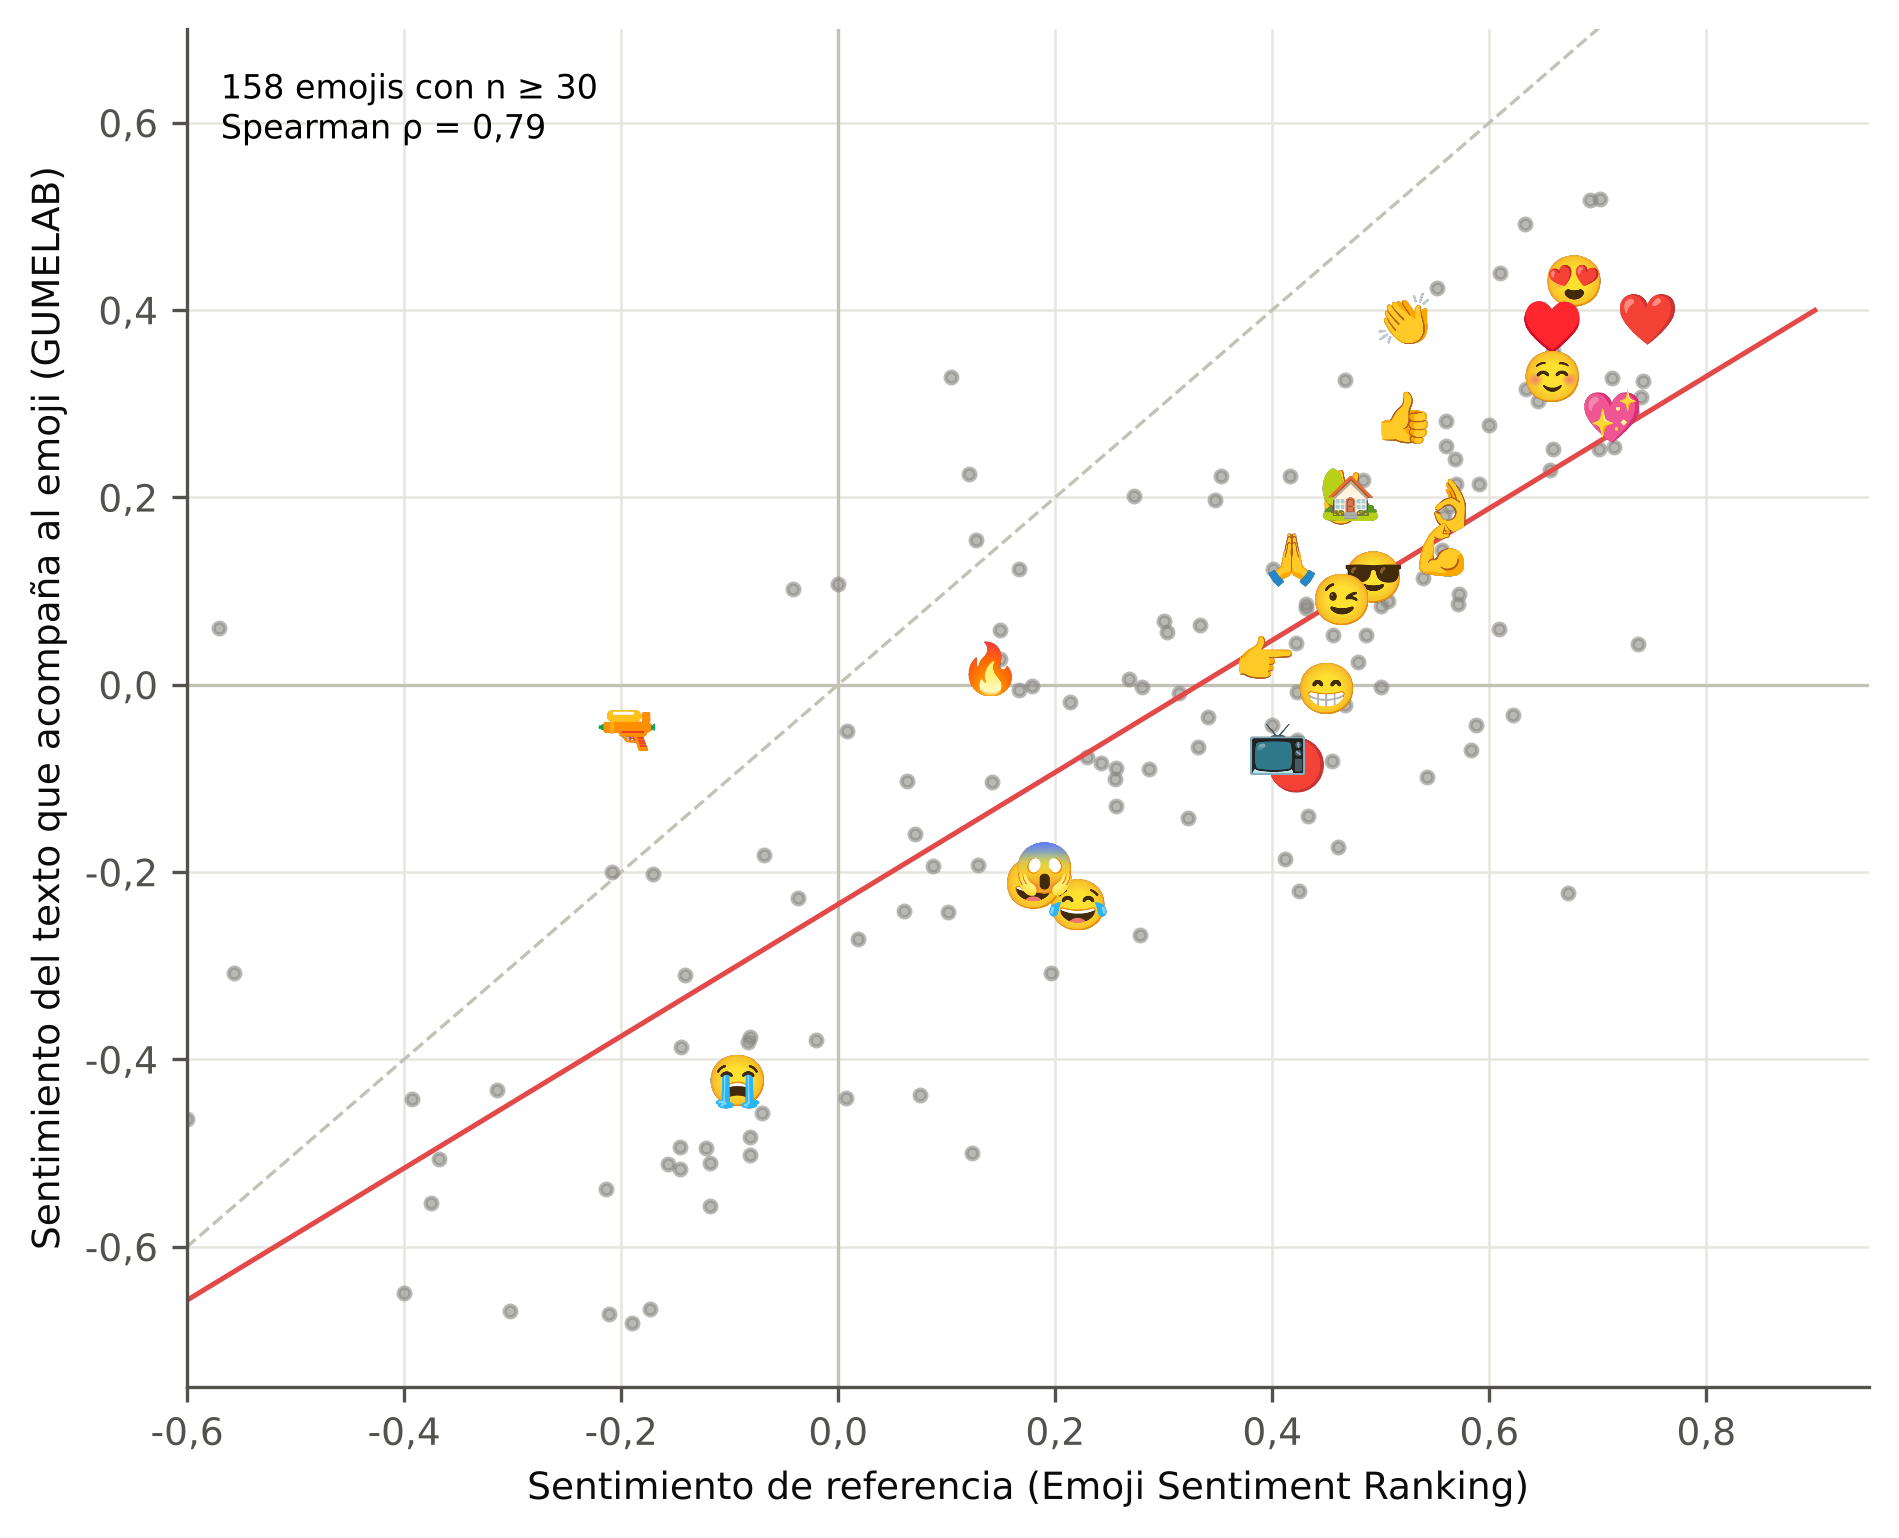 158 emojis con n ≥ 30
Spearman ρ = 0,79
Sentimiento del texto que acompaña al emoji (GUMELAB)
0,6
0,4
0,2
0,0
-0,2
-0,4
-0,6
-0,6 -0,4 -0,2 0,0 0,2 0,4 0,6 0,8
Sentimiento de referencia (Emoji Sentiment Ranking)